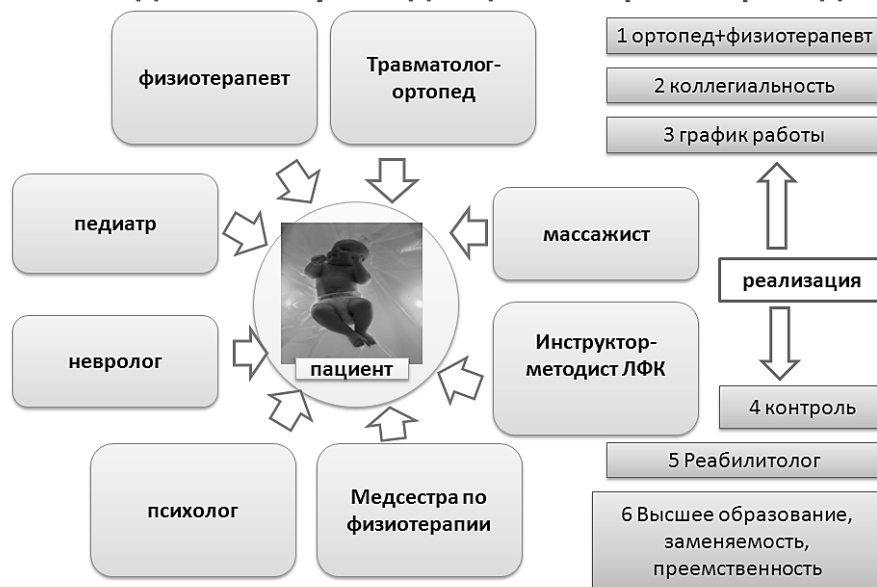 физиотерапевт
Травматолог-
ортопед
педиатр
массажист
невролог
пациент
Инструктор-
методист ЛФК
психолог
Медсестра по
физиотерапии
1 ортопед+физиотерапевт
2 коллегиальность
3 график работы
реализация
4 контроль
5 Реабилитолог
6 Высшее образование,
заменяемость,
преемственность